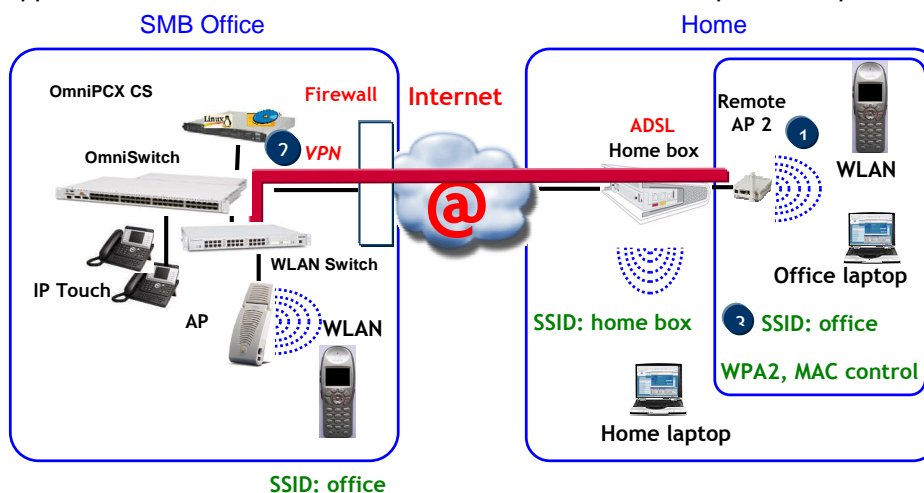 SMB Office
Home
OmniPCX CS
Firewall
Internet
Remote
AP 2
1
Linux
ADSL
Home box
2
VPN
WLAN
OmniSwitch
@
Office laptop
WLAN Switch
IP Touch
AP
WLAN
SSID: home box
3
SSID: office
WPA2, MAC control
Home laptop
SSID: office